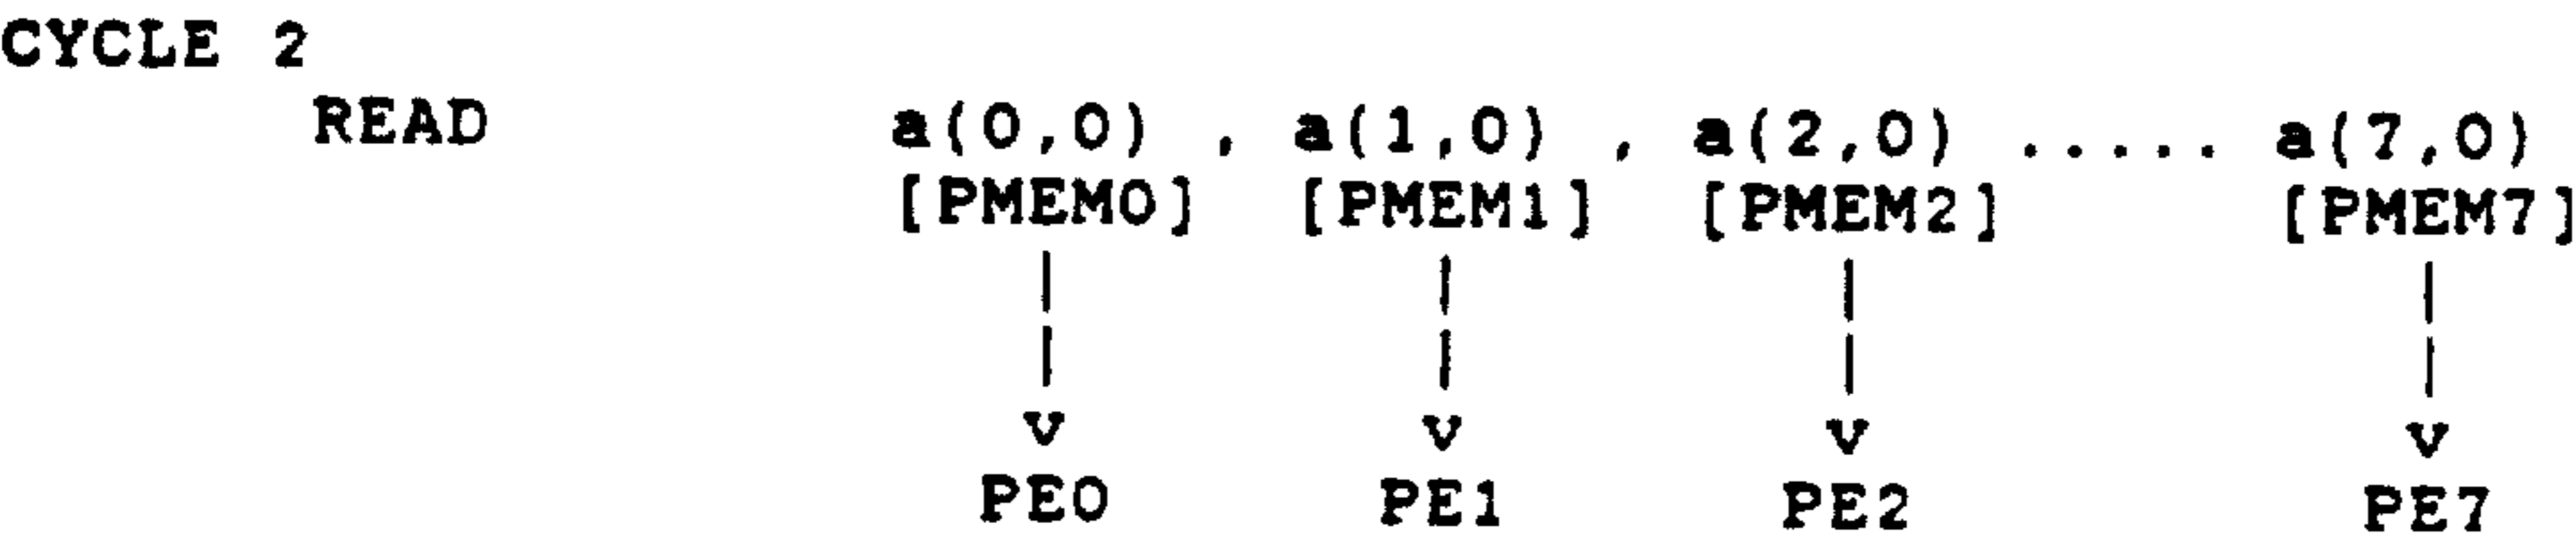 CYCLE 2
READ a(0,0) , a(1,0) , a(2,0) ..... a(7,0)
[PMEM0] [PMEM1] [PMEM2] [PMEM7]
| | | |
| | | |
v v v v
PE0 PE1 PE2 PE7